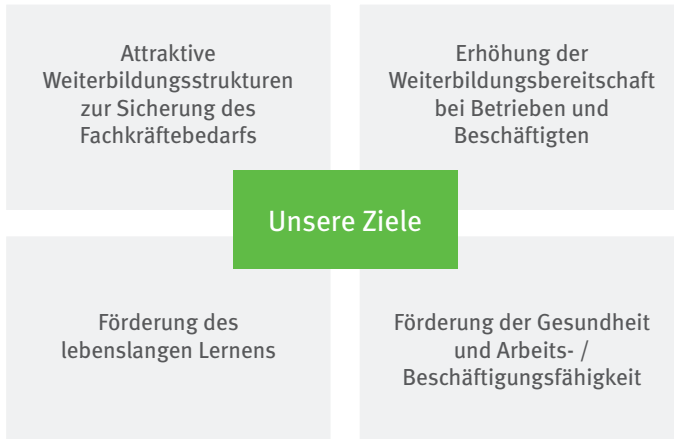 Attraktive
Weiterbildungsstrukturen
zur Sicherung des
Fachkräftebedarfs
Erhöhung der
Weiterbildungsbereitschaft
bei Betrieben und
Beschäftigten
Unsere Ziele
Förderung des
lebenslangen Lernens
Förderung der Gesundheit
und Arbeits- /
Beschäftigungsfähigkeit